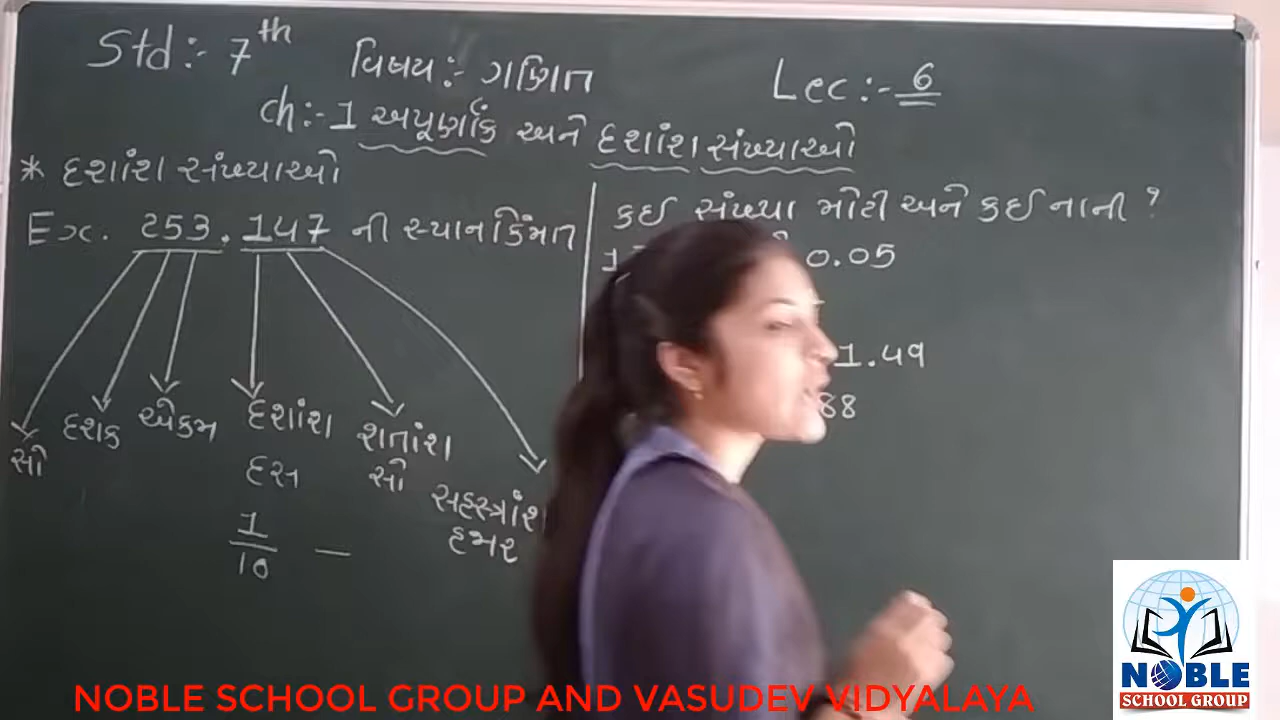 Std :- 7th
વિષય :- ગણિત
Lec :- 6
ch :- 1 અપૂર્ણાંક અને દશાંશ સંખ્યાઓ
* દશાંશ સંખ્યાઓ
Ex. 253.147 ની સ્થાનકિંમત
સો દશક એકમ દશાંશ શતાંશ
દસ સો
સહસ્ત્રાંશ
હજાર
1/10 —
કઈ સંખ્યા મોટી અને કઈ નાની ?
0.05
1.49
88
NOBLE SCHOOL GROUP AND VASUDEV VIDYALAYA
NOBLE
SCHOOL GROUP